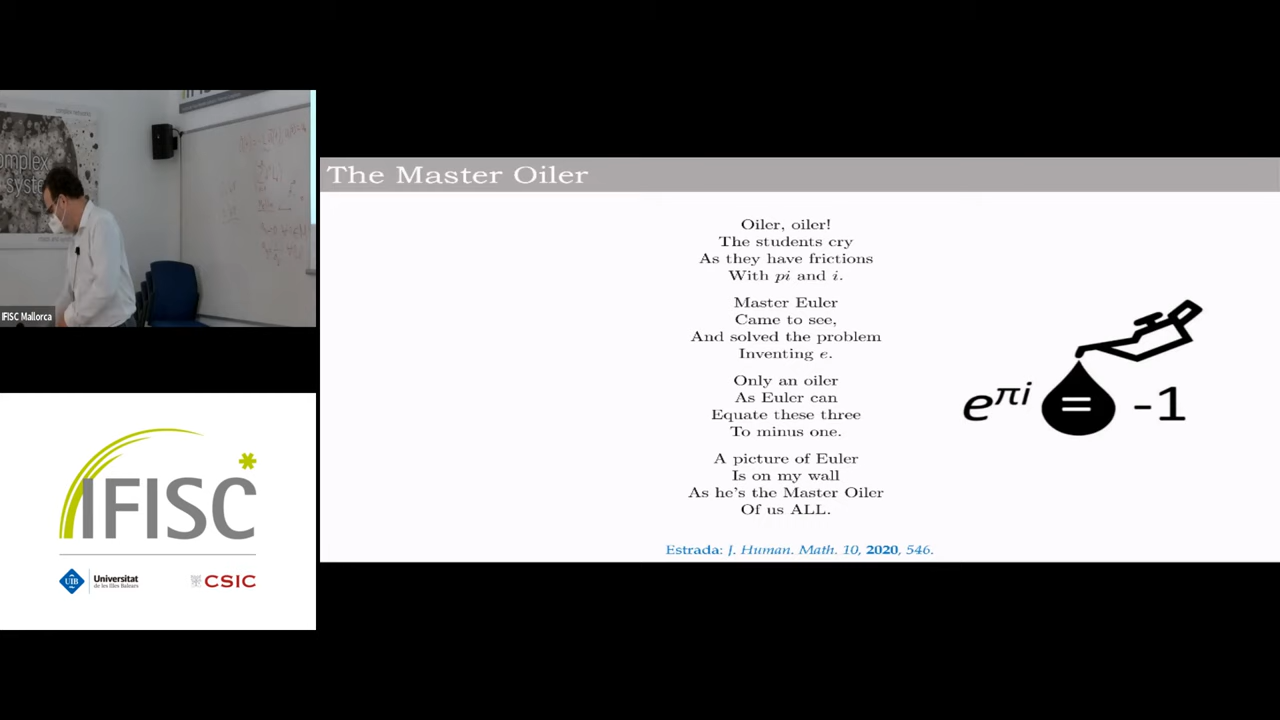 omplex
syste
IFISC Mallorca
IFISC
UIB
Universitat
de les Illes Balears
CSIC
The Master Oiler
Oiler, oiler!
The students cry
As they have frictions
With pi and i.
Master Euler
Came to see,
And solved the problem
Inventing e.
Only an oiler
As Euler can
Equate these three
To minus one.
A picture of Euler
Is on my wall
As he's the Master Oiler
Of us ALL.
e^{πi} = -1
Estrada: J. Human. Math. 10, 2020, 546.